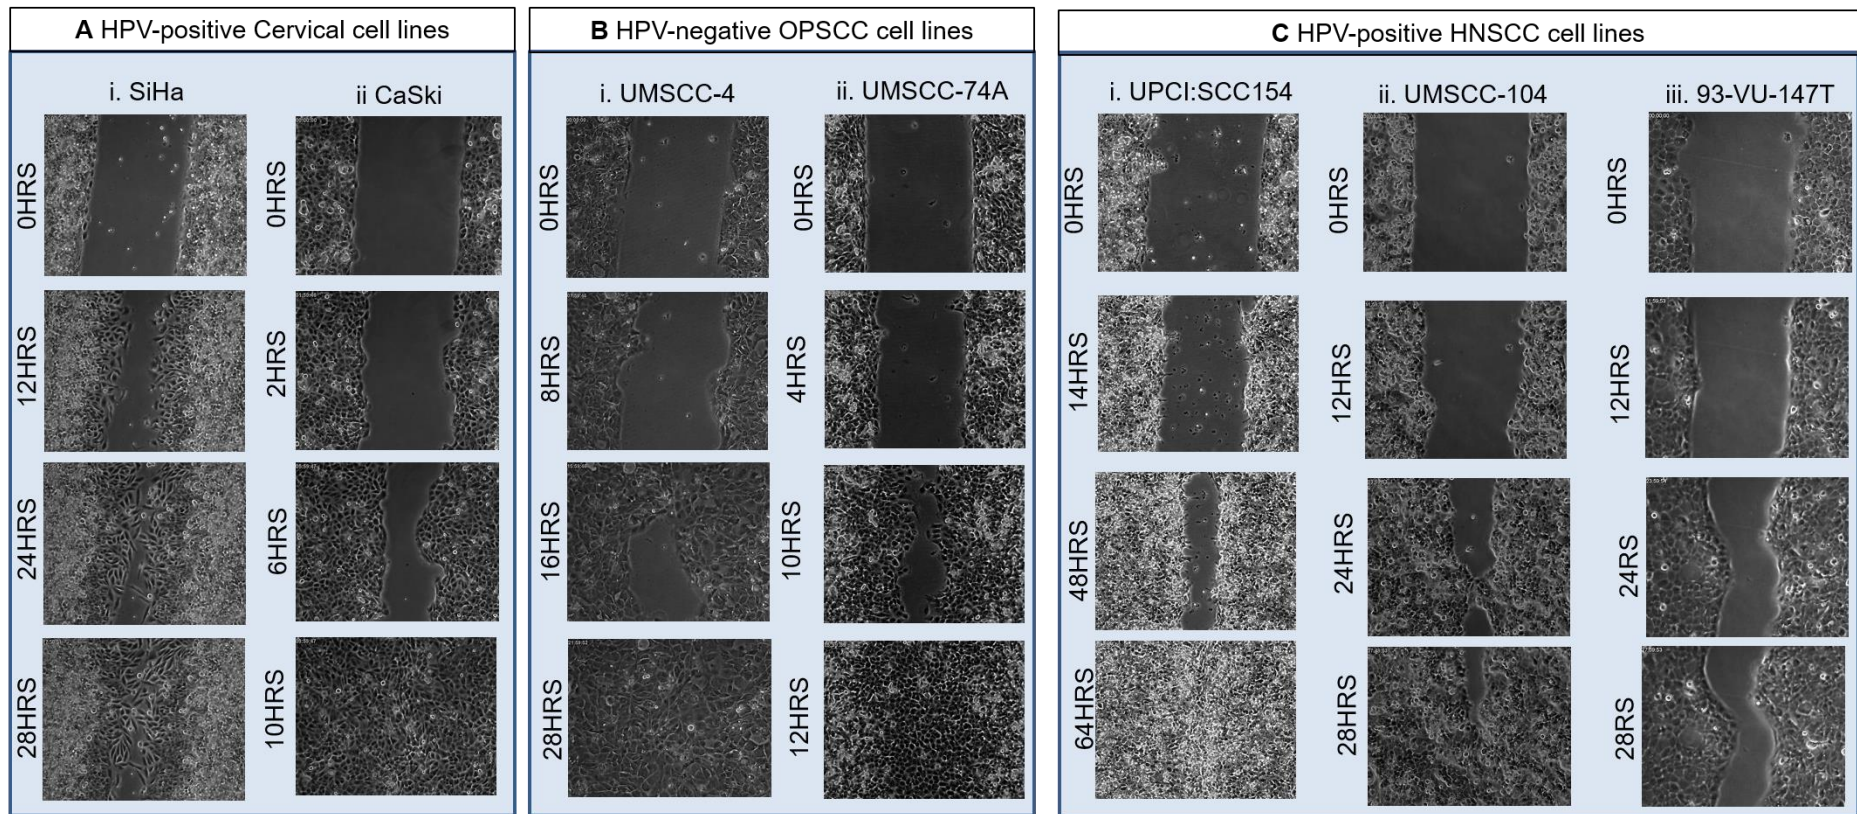 A HPV-positive Cervical cell lines
i. SiHa
ii CaSki
0HRS
0HRS
12HRS
2HRS
24HRS
6HRS
28HRS
10HRS
B HPV-negative OPSCC cell lines
i. UMSCC-4
ii. UMSCC-74A
0HRS
0HRS
8HRS
4HRS
16HRS
10HRS
28HRS
12HRS
C HPV-positive HNSCC cell lines
i. UPCI:SCC154
ii. UMSCC-104
iii. 93-VU-147T
0HRS
0HRS
0HRS
14HRS
12HRS
12HRS
48HRS
24HRS
24RS
64HRS
28HRS
28RS